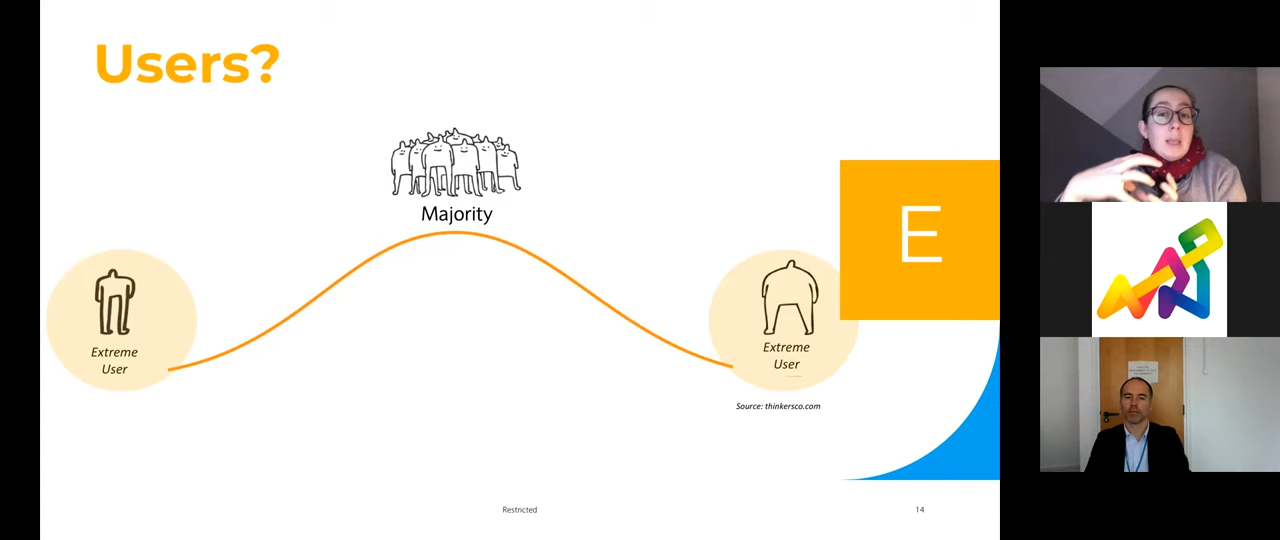 Users?
Majority
E
Extreme
User
Extreme
User
Source: thinkersco.com
Restricted
14